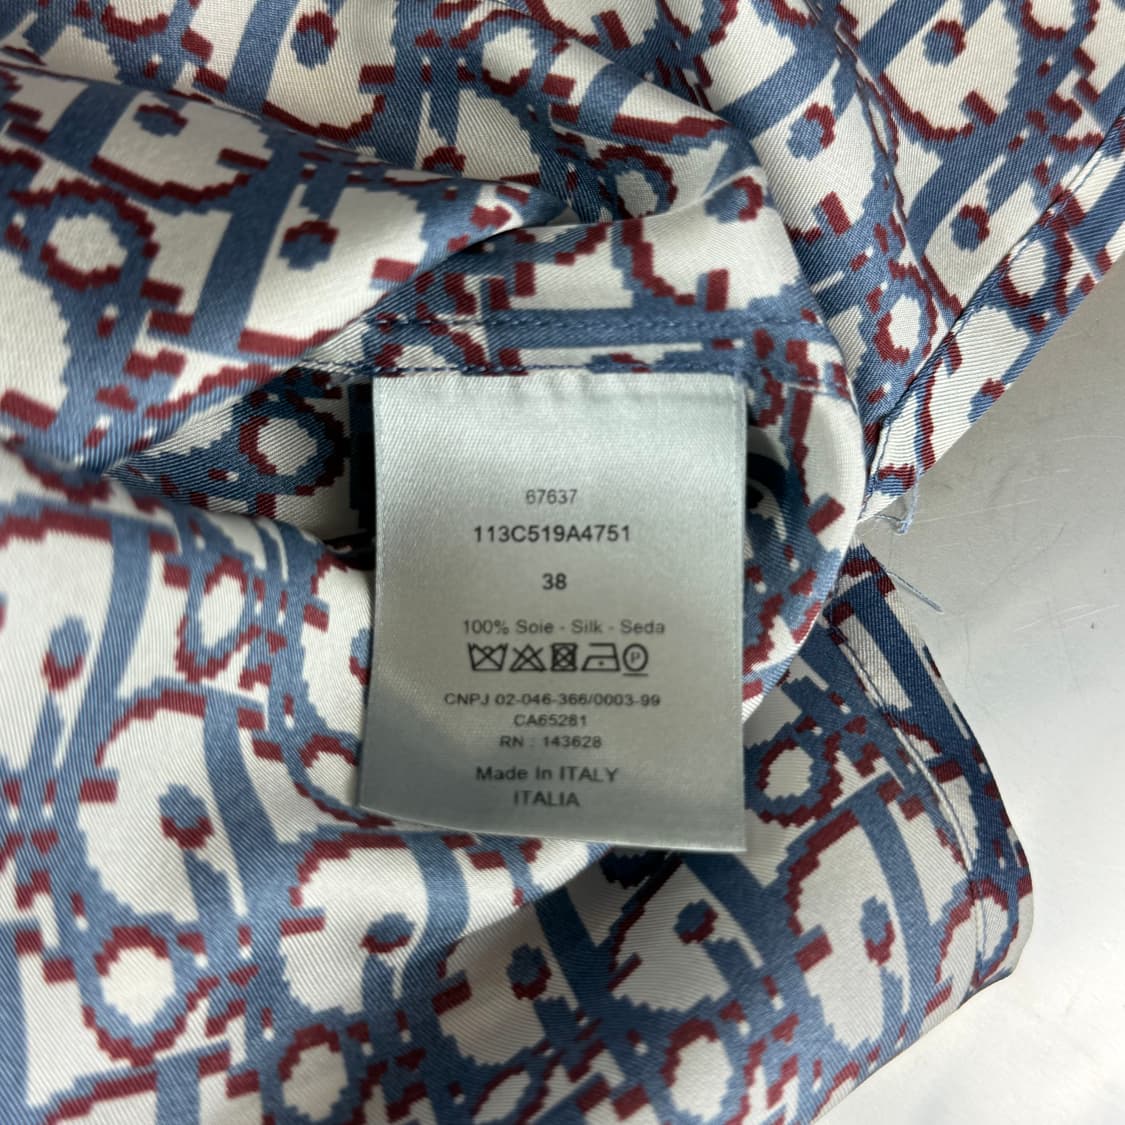 67637
113C519A4751
38
100% Soie - Silk - Seda
P
CNPJ 02-046-366/0003-99
CA65281
RN : 143628
Made In ITALY
ITALIA